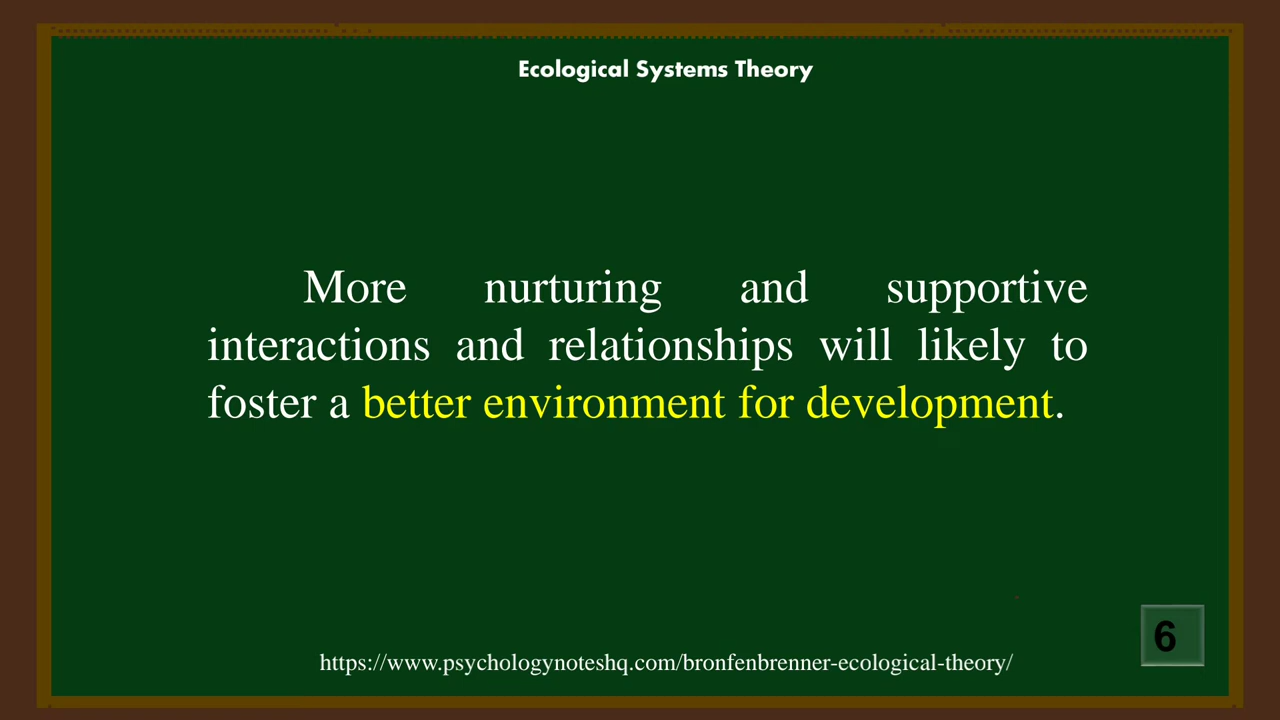 Ecological Systems Theory
More nurturing and supportive
interactions and relationships will likely to
foster a better environment for development.
6
https://www.psychologynoteshq.com/bronfenbrenner-ecological-theory/